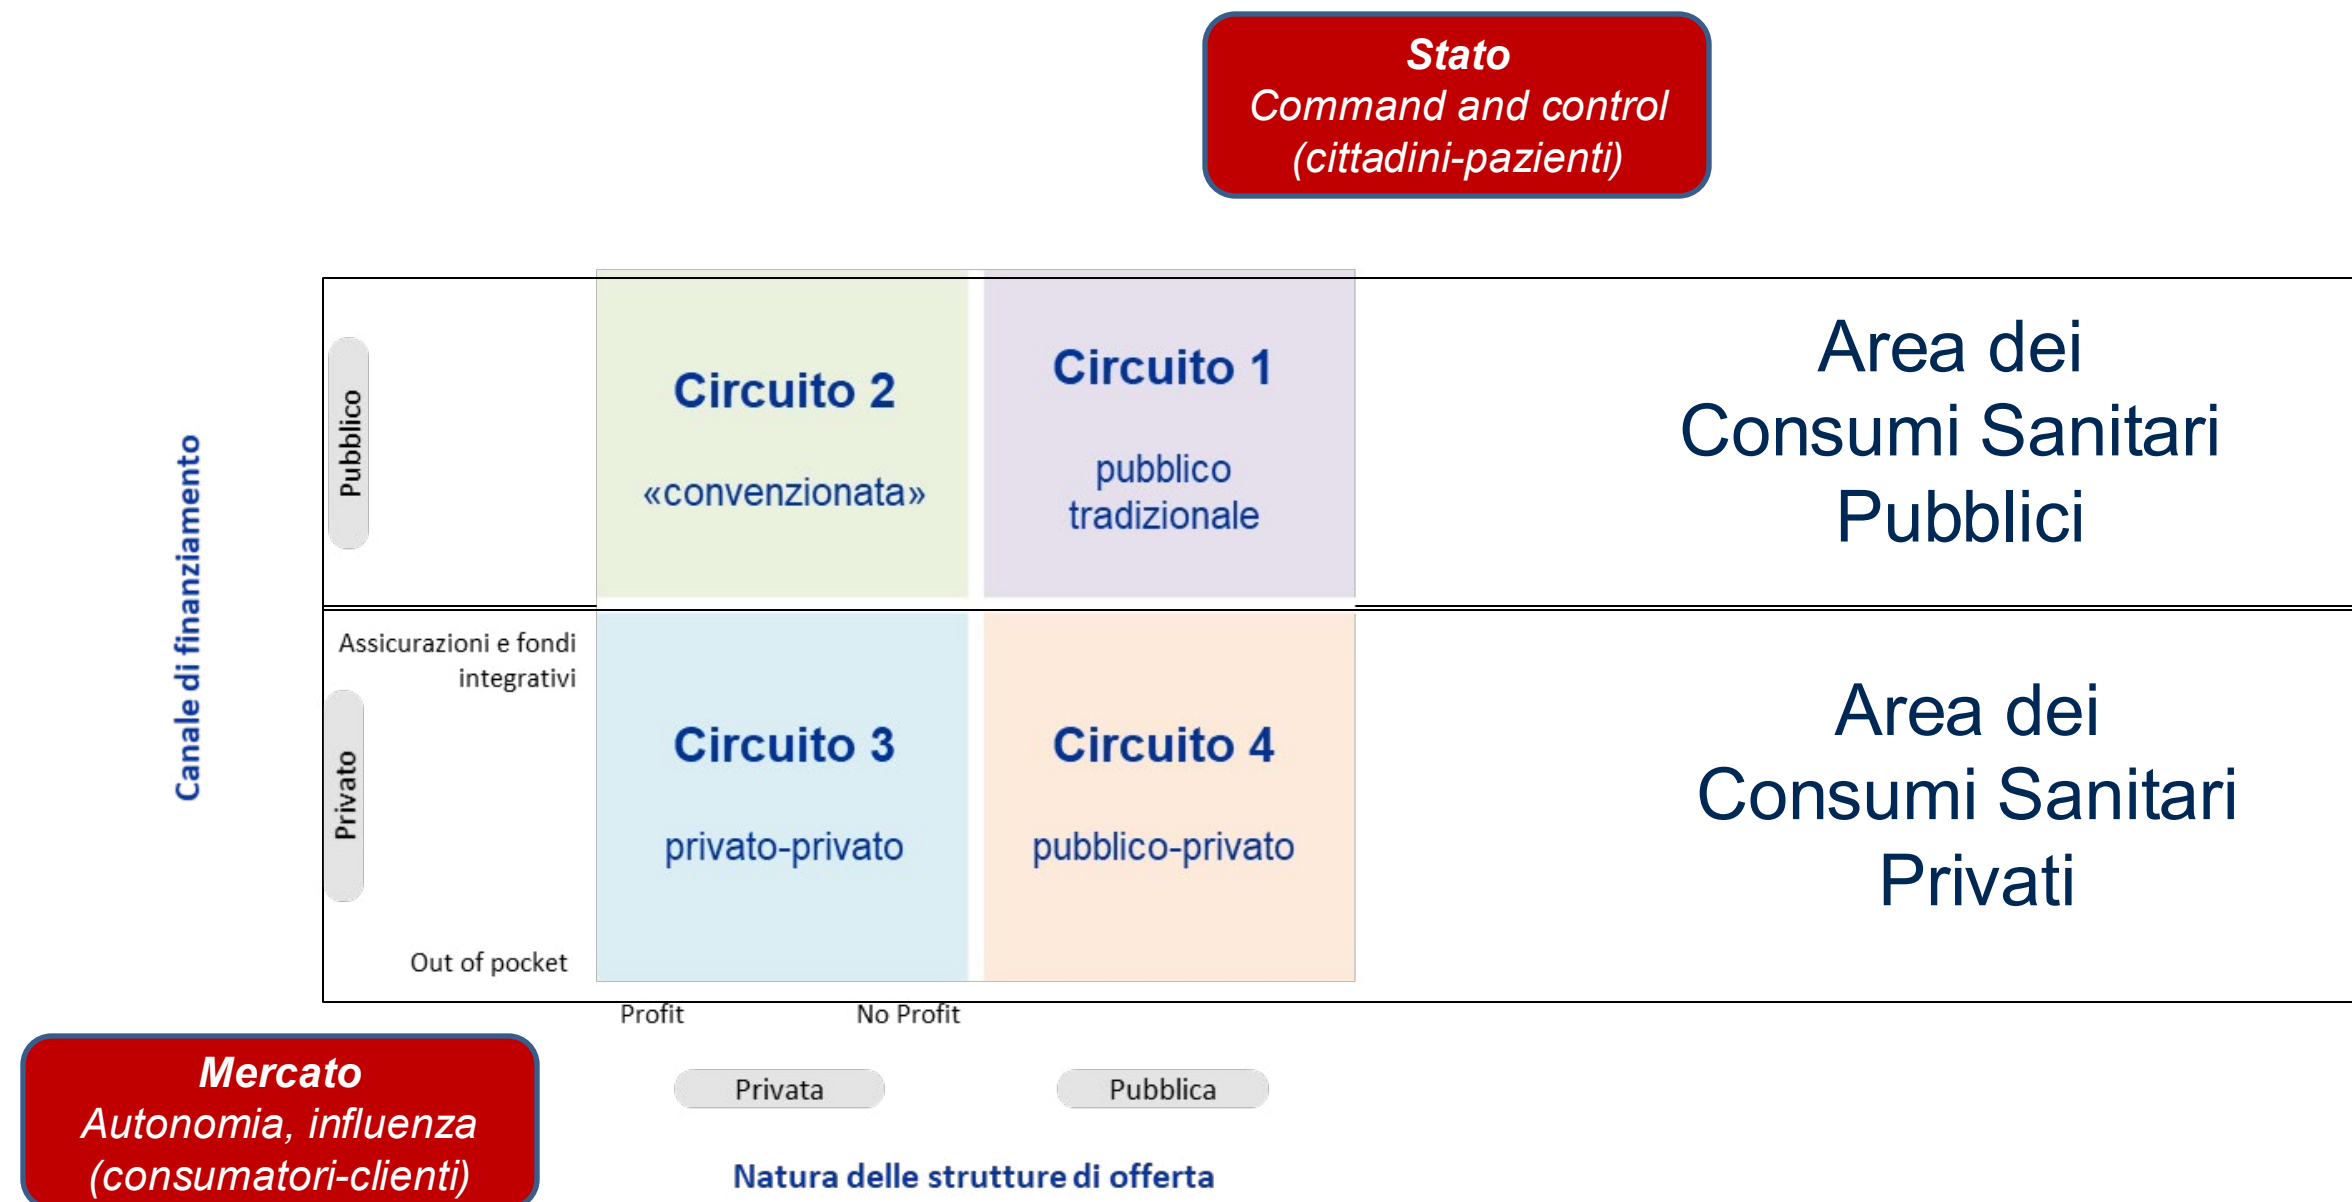 Stato
Command and control
(cittadini-pazienti)
Canale di finanziamento
Pubblico
Circuito 2
«convenzionata»
Circuito 1
pubblico
tradizionale
Area dei
Consumi Sanitari
Pubblici
Privato
Assicurazioni e fondi
integrativi
Out of pocket
Circuito 3
privato-privato
Circuito 4
pubblico-privato
Area dei
Consumi Sanitari
Privati
Profit
No Profit
Privata
Pubblica
Natura delle strutture di offerta
Mercato
Autonomia, influenza
(consumatori-clienti)